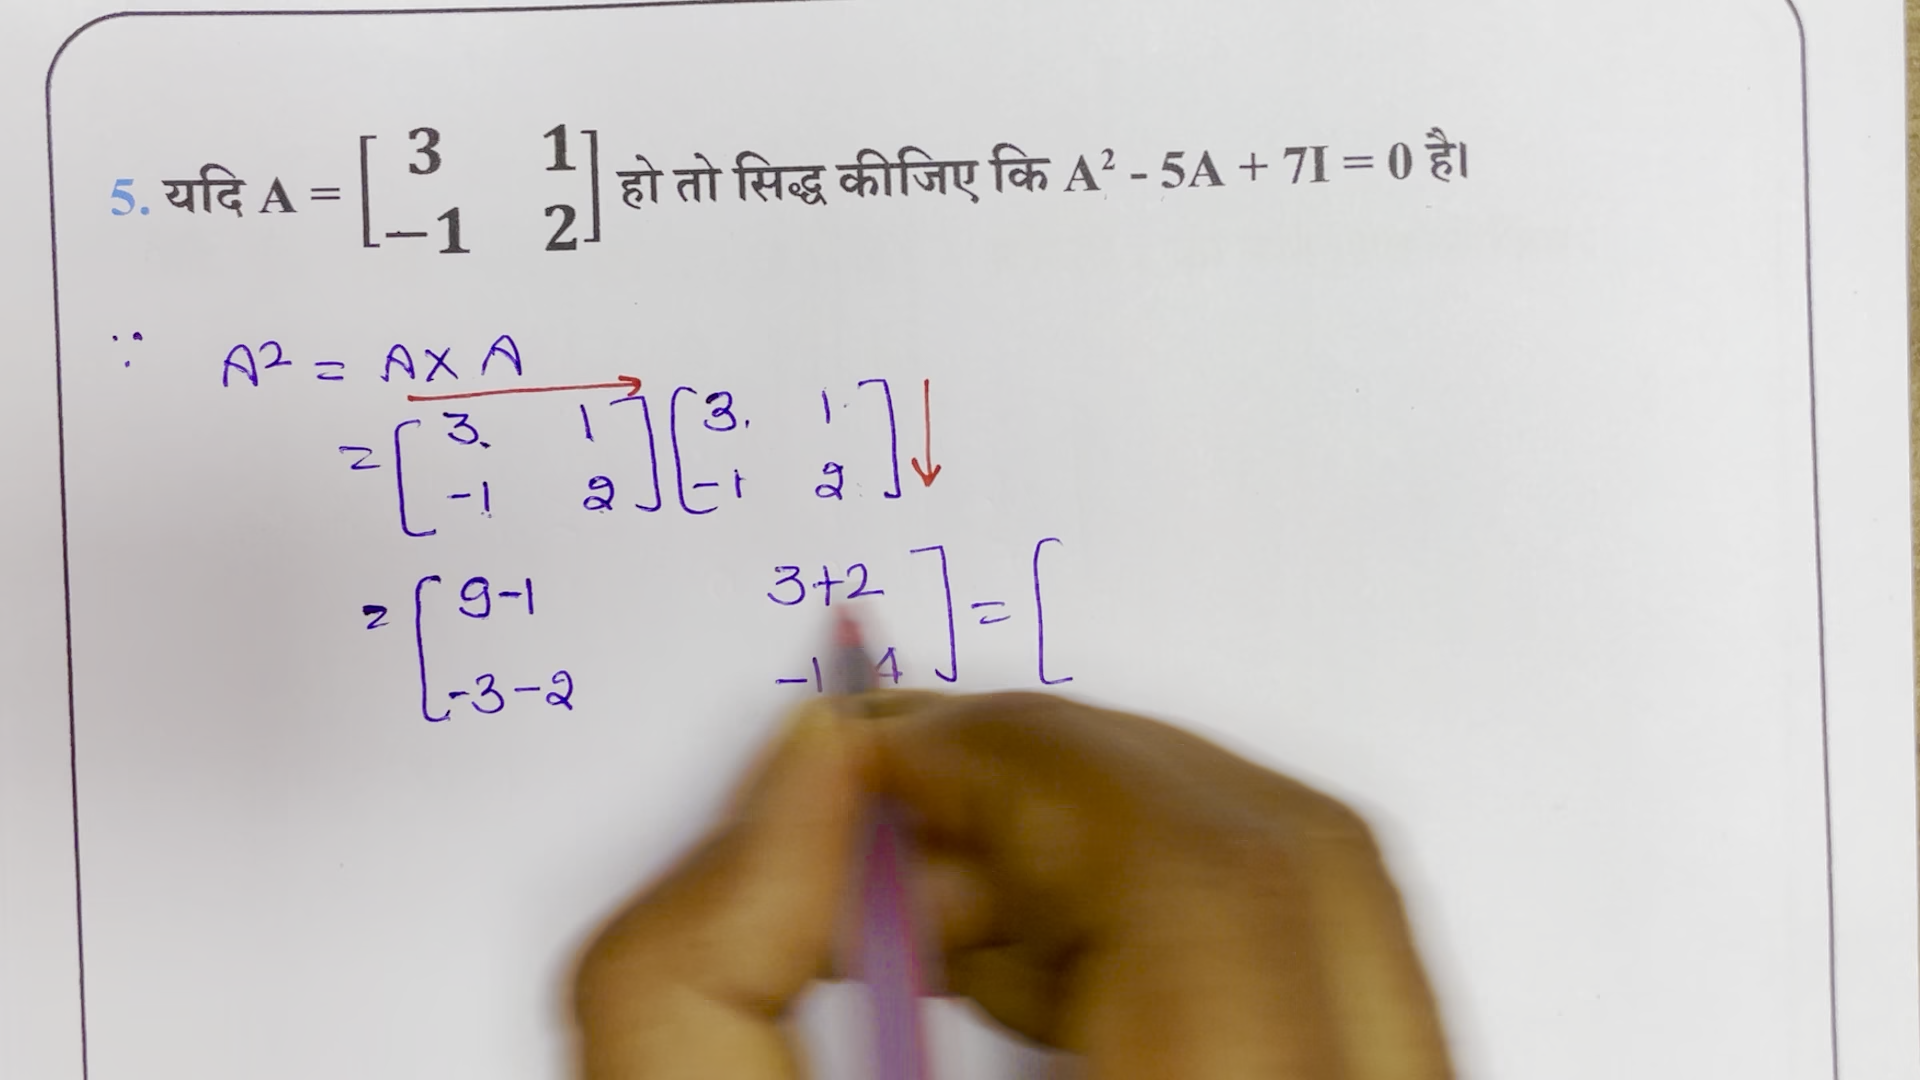 5. यदि A = [3 1 -1 2] हो तो सिद्ध कीजिए कि A² - 5A + 7I = 0 है।
∵ A² = A × A
= [3 1 -1 2] [3 1 -1 2]
= [9-1 3+2 -3-2 -1 4] = [